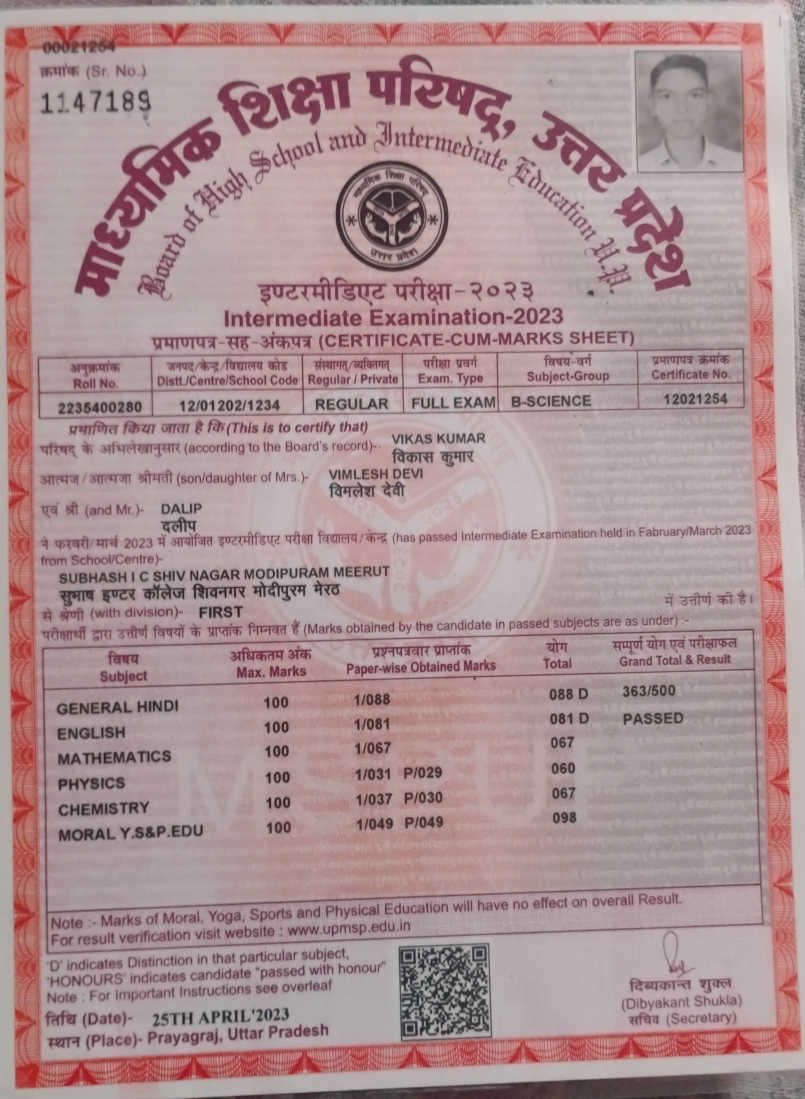 00021254
क्रमांक (Sr. No.)
1147189
माध्यमिक शिक्षा परिषद्, उत्तर प्रदेश
Board of High School and Intermediate Education U.P.
माध्यमिक शिक्षा परिषद्
उत्तर प्रदेश
इण्टरमीडिएट परीक्षा-२०२३
Intermediate Examination-2023
प्रमाणपत्र-सह-अंकपत्र (CERTIFICATE-CUM-MARKS SHEET)
अनुक्रमांक जनपद/केन्द्र/विद्यालय कोड संस्थागत/व्यक्तिगत परीक्षा प्रवर्ग विषय-वर्ग प्रमाणपत्र क्रमांक
Roll No. Distt./Centre/School Code Regular / Private Exam. Type Subject-Group Certificate No.
2235400280 12/01202/1234 REGULAR FULL EXAM B-SCIENCE 12021254
प्रमाणित किया जाता है कि(This is to certify that)
परिषद के अभिलेखानुसार (according to the Board's record)- VIKAS KUMAR
विकास कुमार
आत्मज/आत्मजा श्रीमती (son/daughter of Mrs.)- VIMLESH DEVI
विमलेश देवी
एवं श्री (and Mr.)- DALIP
दलीप
ने फरवरी/मार्च 2023 में आयोजित इण्टरमीडिएट परीक्षा विद्यालय/केन्द्र (has passed Intermediate Examination held in Fabruary/March 2023
from School/Centre)-
SUBHASH I C SHIV NAGAR MODIPURAM MEERUT
सुभाष इण्टर कॉलेज शिवनगर मोदीपुरम मेरठ
से श्रेणी (with division)- FIRST में उत्तीर्ण की है।
परीक्षार्थी द्वारा उत्तीर्ण विषयों के प्राप्तांक निम्नवत हैं (Marks obtained by the candidate in passed subjects are as under) :-
विषय अधिकतम अंक प्रश्नपत्रवार प्राप्तांक योग सम्पूर्ण योग एवं परीक्षाफल
Subject Max. Marks Paper-wise Obtained Marks Total Grand Total & Result
GENERAL HINDI 100 1/088 088 D 363/500
ENGLISH 100 1/081 081 D PASSED
MATHEMATICS 100 1/067 067
PHYSICS 100 1/031 P/029 060
CHEMISTRY 100 1/037 P/030 067
MORAL Y.S&P.EDU 100 1/049 P/049 098
Note :- Marks of Moral, Yoga, Sports and Physical Education will have no effect on overall Result.
For result verification visit website : www.upmsp.edu.in
'D' indicates Distinction in that particular subject,
'HONOURS' indicates candidate "passed with honour"
Note : For Important Instructions see overleaf
तिथि (Date)- 25TH APRIL'2023
स्थान (Place)- Prayagraj, Uttar Pradesh
दिब्यकान्त शुक्ल
(Dibyakant Shukla)
सचिव (Secretary)